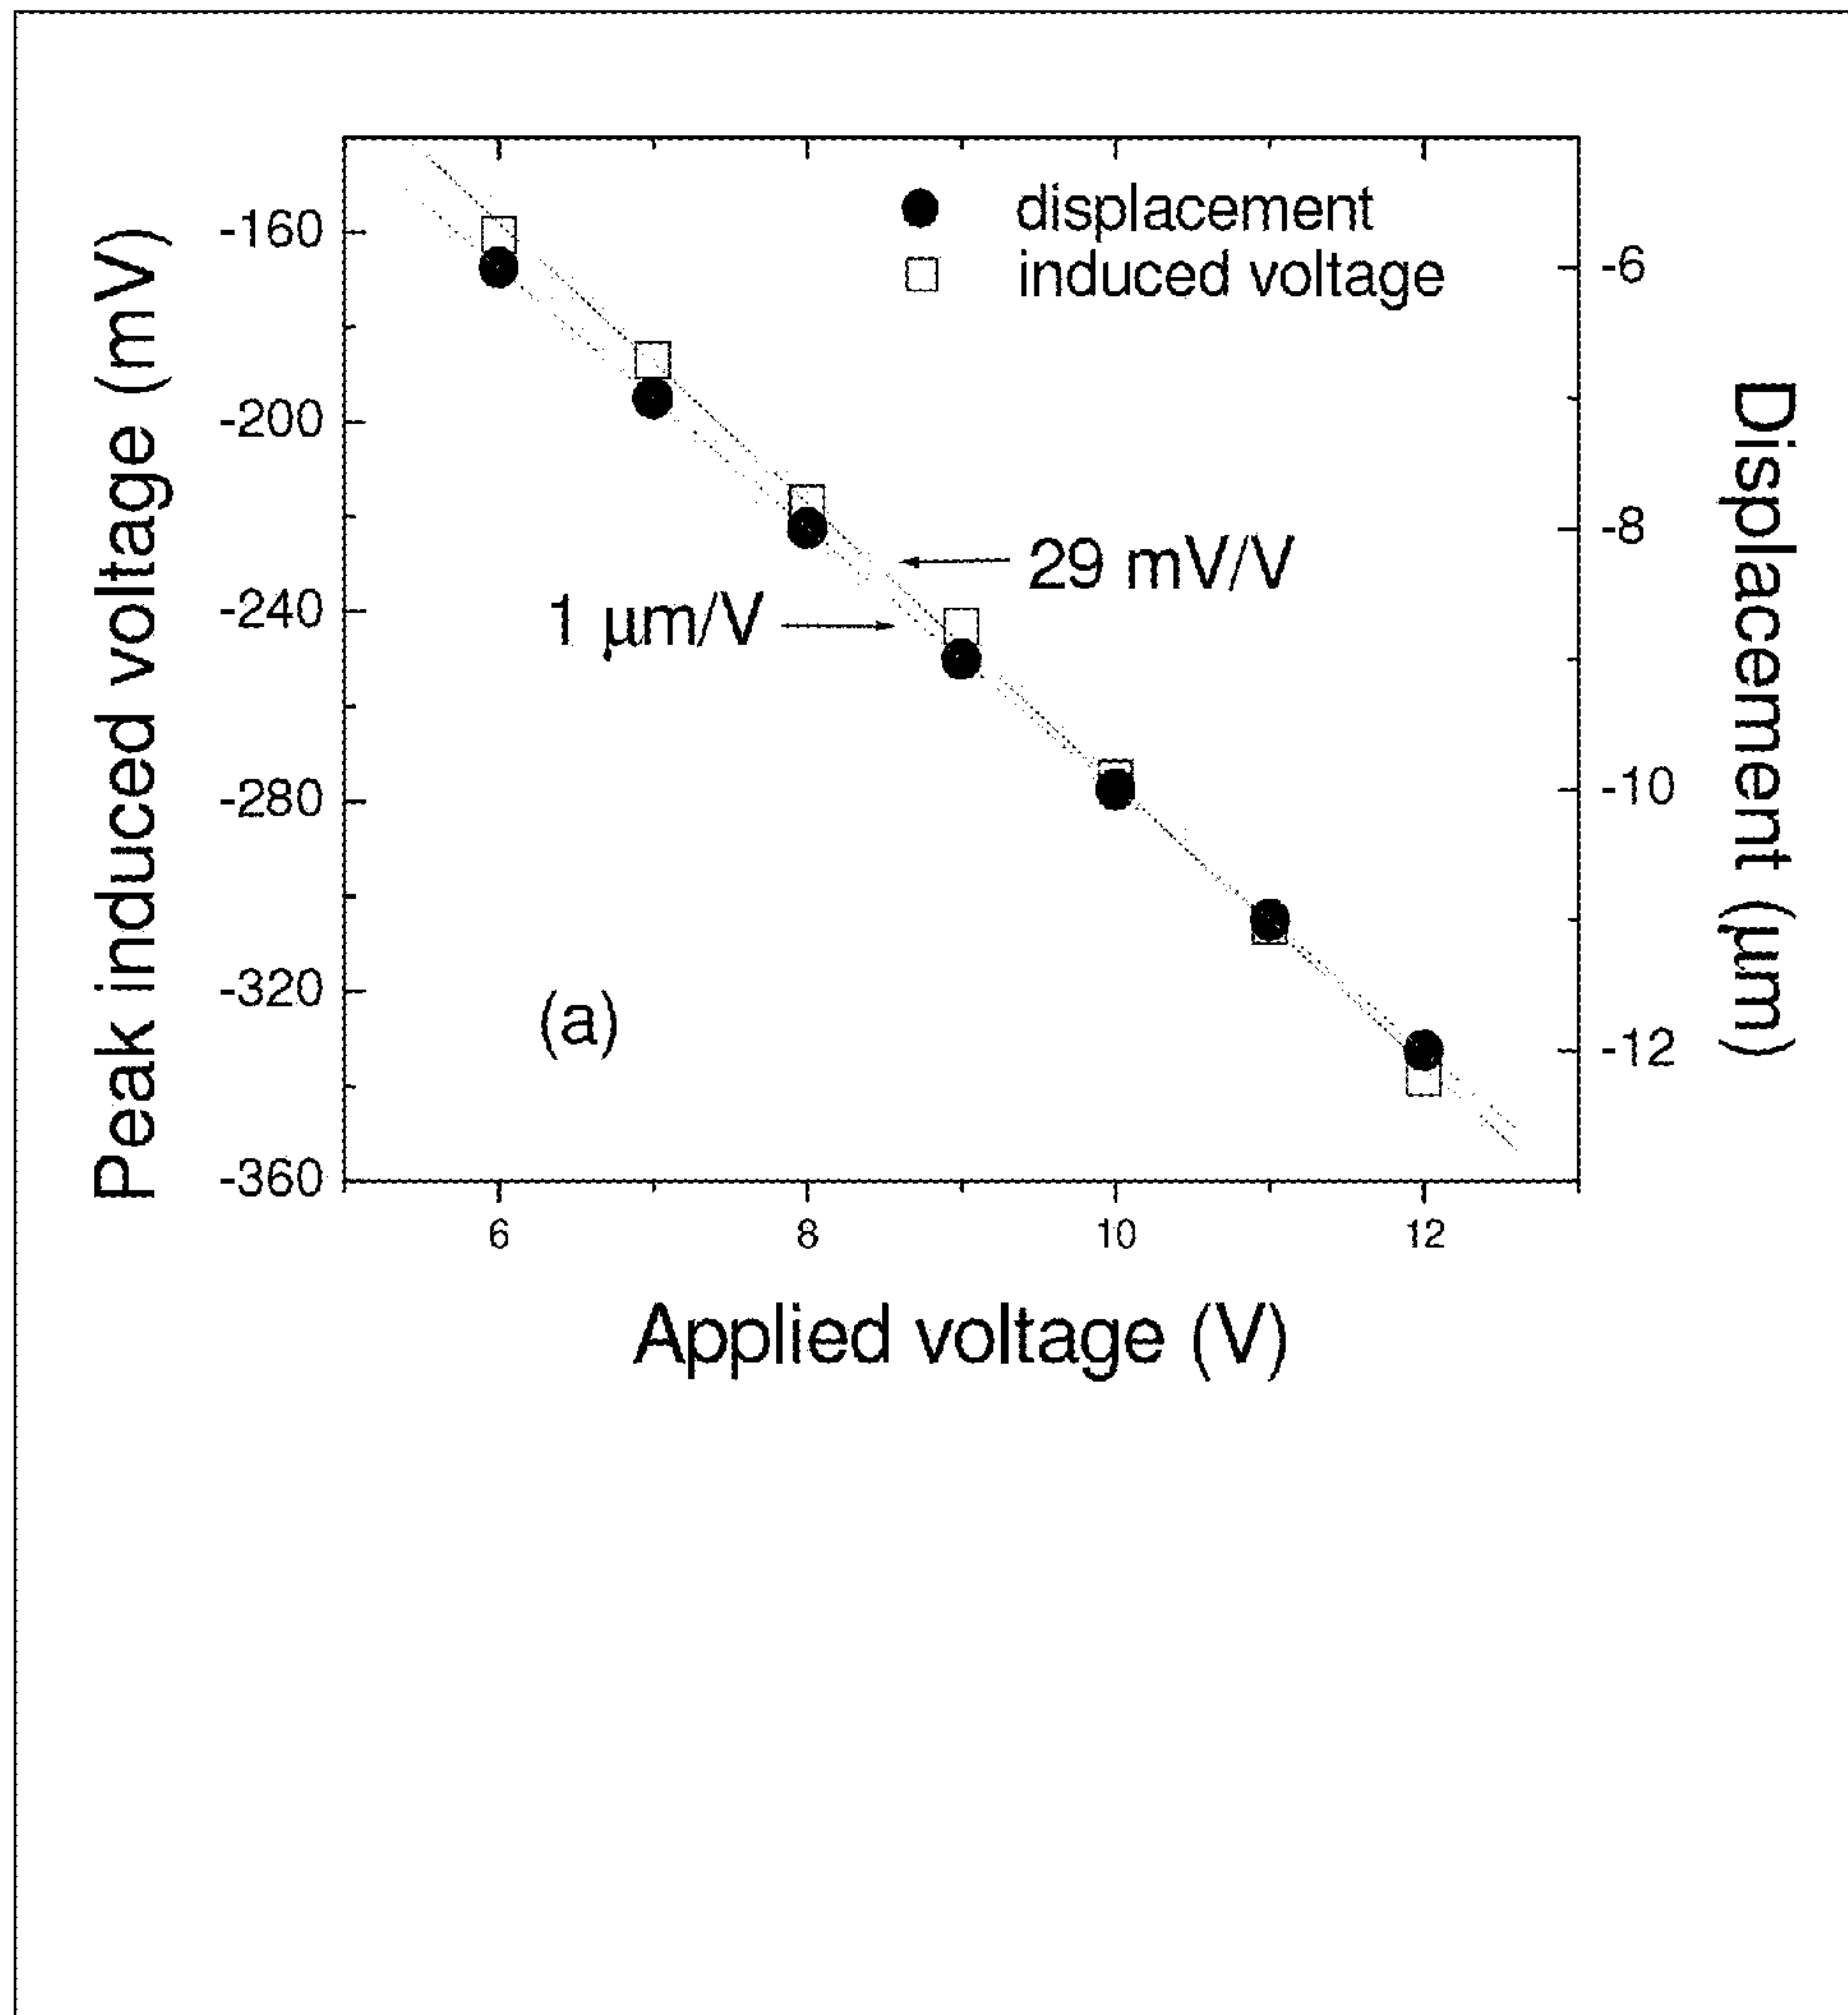 Peak induced voltage (mV)
-160
-200
-240
-280
-320
-360
displacement
induced voltage
29 mV/V
1 µm/V
(a)
-6
-8
-10
-12
Displacement (µm)
6 8 10 12
Applied voltage (V)